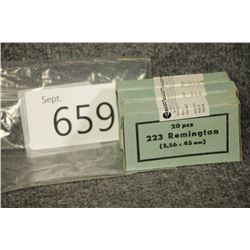 Sept.
659
20 pcs
223 Remington
(5,56 x 45 mm)